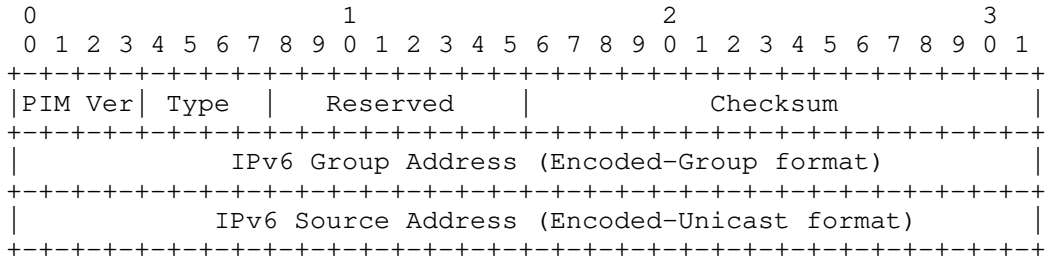 0                   1                   2                   3
 0 1 2 3 4 5 6 7 8 9 0 1 2 3 4 5 6 7 8 9 0 1 2 3 4 5 6 7 8 9 0 1
+-+-+-+-+-+-+-+-+-+-+-+-+-+-+-+-+-+-+-+-+-+-+-+-+-+-+-+-+-+-+-+-+
|PIM Ver| Type  |   Reserved    |           Checksum            |
+-+-+-+-+-+-+-+-+-+-+-+-+-+-+-+-+-+-+-+-+-+-+-+-+-+-+-+-+-+-+-+-+
|             IPv6 Group Address (Encoded-Group format)         |
+-+-+-+-+-+-+-+-+-+-+-+-+-+-+-+-+-+-+-+-+-+-+-+-+-+-+-+-+-+-+-+-+
|            IPv6 Source Address (Encoded-Unicast format)       |
+-+-+-+-+-+-+-+-+-+-+-+-+-+-+-+-+-+-+-+-+-+-+-+-+-+-+-+-+-+-+-+-+